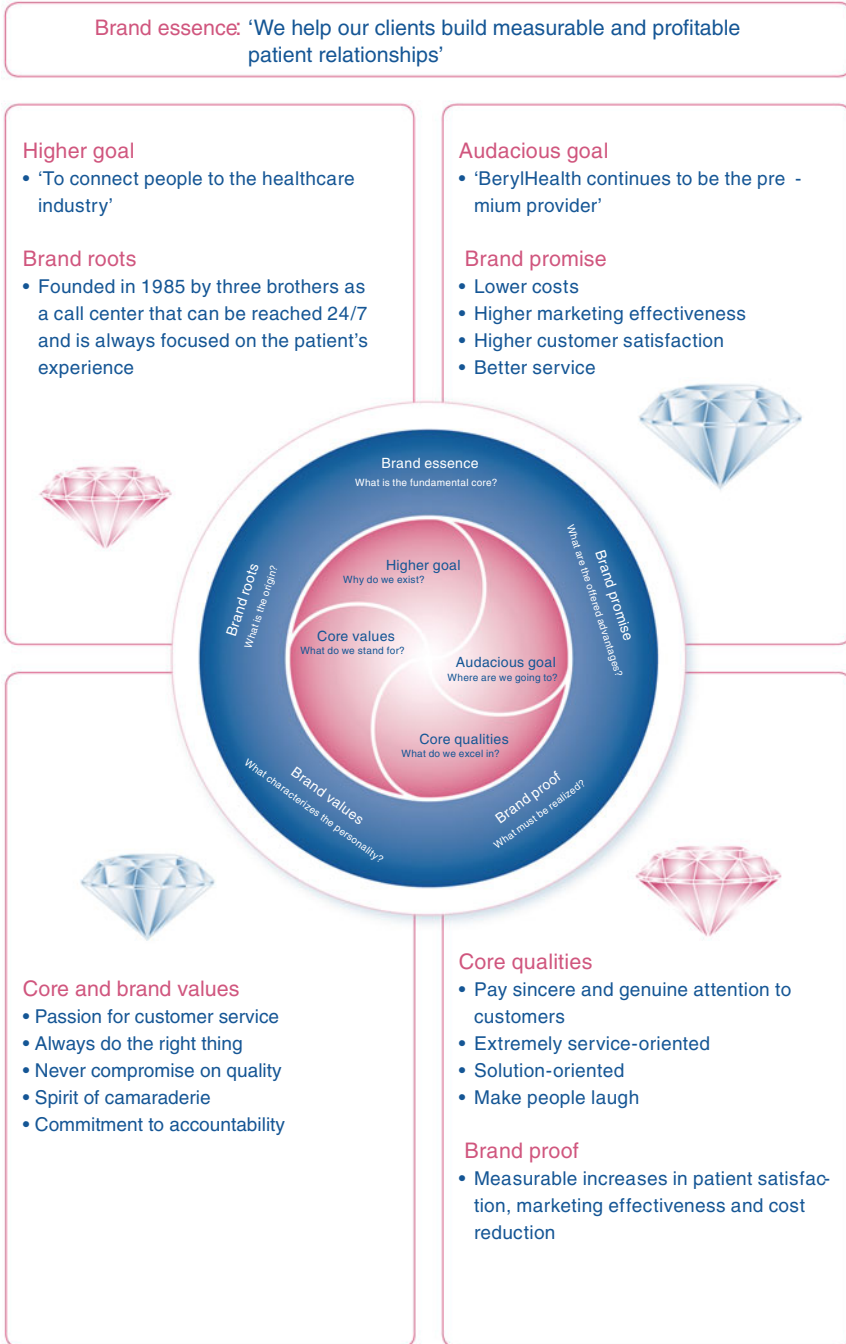 Brand essence: ‘We help our clients build measurable and profitable
patient relationships’
Higher goal
• ‘To connect people to the healthcare
industry’
Brand roots
• Founded in 1985 by three brothers as
a call center that can be reached 24/7
and is always focused on the patient’s
experience
Audacious goal
• ‘BerylHealth continues to be the pre -
mium provider’
Brand promise
• Lower costs
• Higher marketing effectiveness
• Higher customer satisfaction
• Better service
Brand essence
What is the fundamental core?
Brand roots
What is the origin?
Brand promise
What are the offered advantages?
Higher goal
Why do we exist?
Core values
What do we stand for?
Audacious goal
Where are we going to?
Core qualities
What do we excel in?
Brand values
What characterizes the personality?
Brand proof
What must be realized?
Core and brand values
• Passion for customer service
• Always do the right thing
• Never compromise on quality
• Spirit of camaraderie
• Commitment to accountability
Core qualities
• Pay sincere and genuine attention to
customers
• Extremely service-oriented
• Solution-oriented
• Make people laugh
Brand proof
• Measurable increases in patient satisfac-
tion, marketing effectiveness and cost
reduction